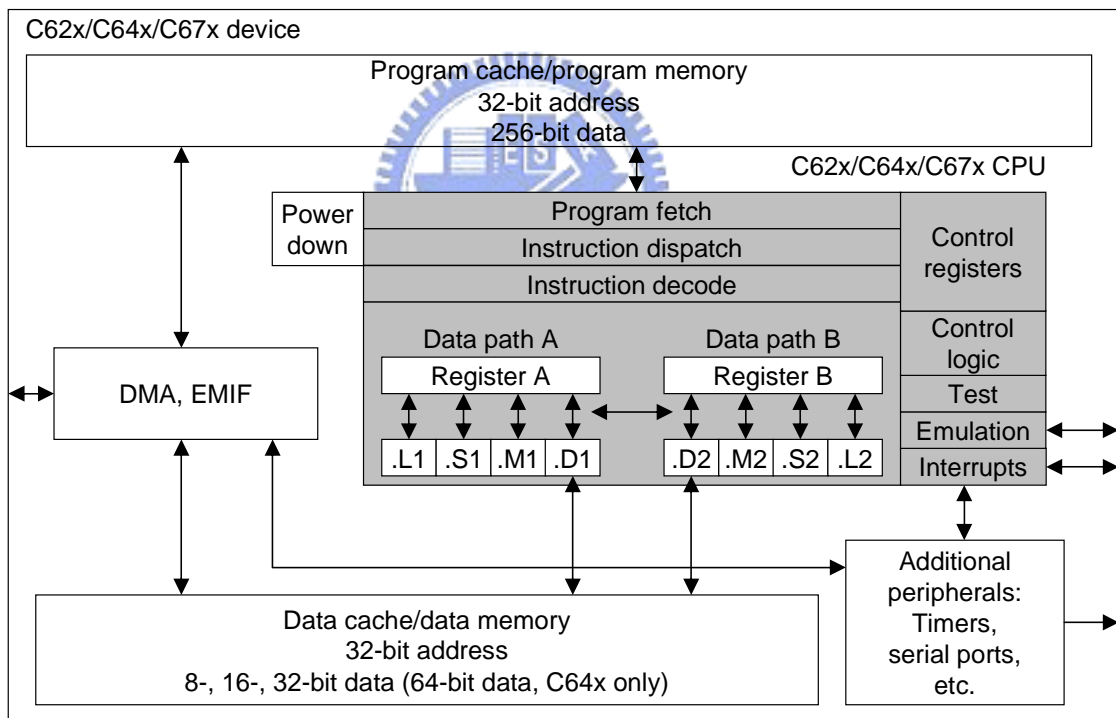 C62x/C64x/C67x device
Program cache/program memory
32-bit address
256-bit data
ES
C62x/C64x/C67x CPU
Power
down
Program fetch
Instruction dispatch
Instruction decode
Control
registers
Data path A
Data path B
Control
logic
Register A
Register B
Test
DMA, EMIF
.L1 .S1 .M1 .D1
.D2 .M2 .S2 .L2
Emulation
Interrupts
Additional
peripherals:
Timers,
serial ports,
etc.
Data cache/data memory
32-bit address
8-, 16-, 32-bit data (64-bit data, C64x only)